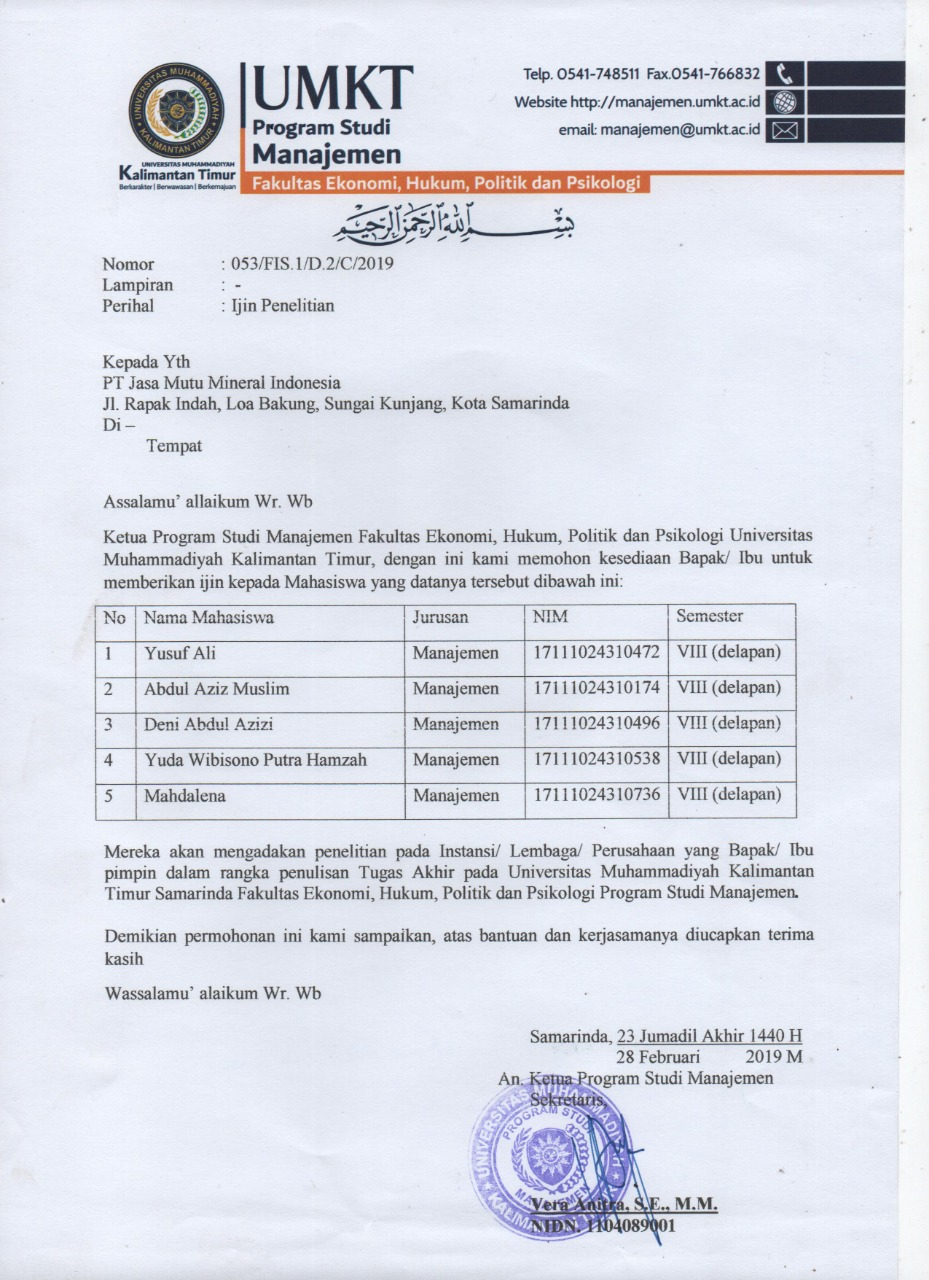 UNIVERSITAS MUHAMMADIYAH
KALIMANTAN TIMUR
UNIVERSITAS MUHAMMADIYAH
Kalimantan Timur
Berkarakter | Berwawasan | Berkemajuan
UMKT
Program Studi
Manajemen
Fakultas Ekonomi, Hukum, Politik dan Psikologi
Telp. 0541-748511 Fax.0541-766832
Website http://manajemen.umkt.ac.id
email: manajemen@umkt.ac.id
بسم الله الرحمن الرحيم
Nomor : 053/FIS.1/D.2/C/2019
Lampiran : -
Perihal : Ijin Penelitian
Kepada Yth
PT Jasa Mutu Mineral Indonesia
Jl. Rapak Indah, Loa Bakung, Sungai Kunjang, Kota Samarinda
Di –
Tempat
Assalamu’ allaikum Wr. Wb
Ketua Program Studi Manajemen Fakultas Ekonomi, Hukum, Politik dan Psikologi Universitas
Muhammadiyah Kalimantan Timur, dengan ini kami memohon kesediaan Bapak/ Ibu untuk
memberikan ijin kepada Mahasiswa yang datanya tersebut dibawah ini:
No Nama Mahasiswa Jurusan NIM Semester
1 Yusuf Ali Manajemen 17111024310472 VIII (delapan)
2 Abdul Aziz Muslim Manajemen 17111024310174 VIII (delapan)
3 Deni Abdul Azizi Manajemen 17111024310496 VIII (delapan)
4 Yuda Wibisono Putra Hamzah Manajemen 17111024310538 VIII (delapan)
5 Mahdalena Manajemen 17111024310736 VIII (delapan)
Mereka akan mengadakan penelitian pada Instansi/ Lembaga/ Perusahaan yang Bapak/ Ibu
pimpin dalam rangka penulisan Tugas Akhir pada Universitas Muhammadiyah Kalimantan
Timur Samarinda Fakultas Ekonomi, Hukum, Politik dan Psikologi Program Studi Manajemen.
Demikian permohonan ini kami sampaikan, atas bantuan dan kerjasamanya diucapkan terima
kasih
Wassalamu’ alaikum Wr. Wb
Samarinda, 23 Jumadil Akhir 1440 H
28 Februari 2019 M
An. Ketua Program Studi Manajemen
Sekretaris,
UNIVERSITAS MUHAMMADIYAH
PROGRAM STUDI
MANAJEMEN
KALIMANTAN TIMUR
Vera Anitra, S.E., M.M.
NIDN. 1104089001